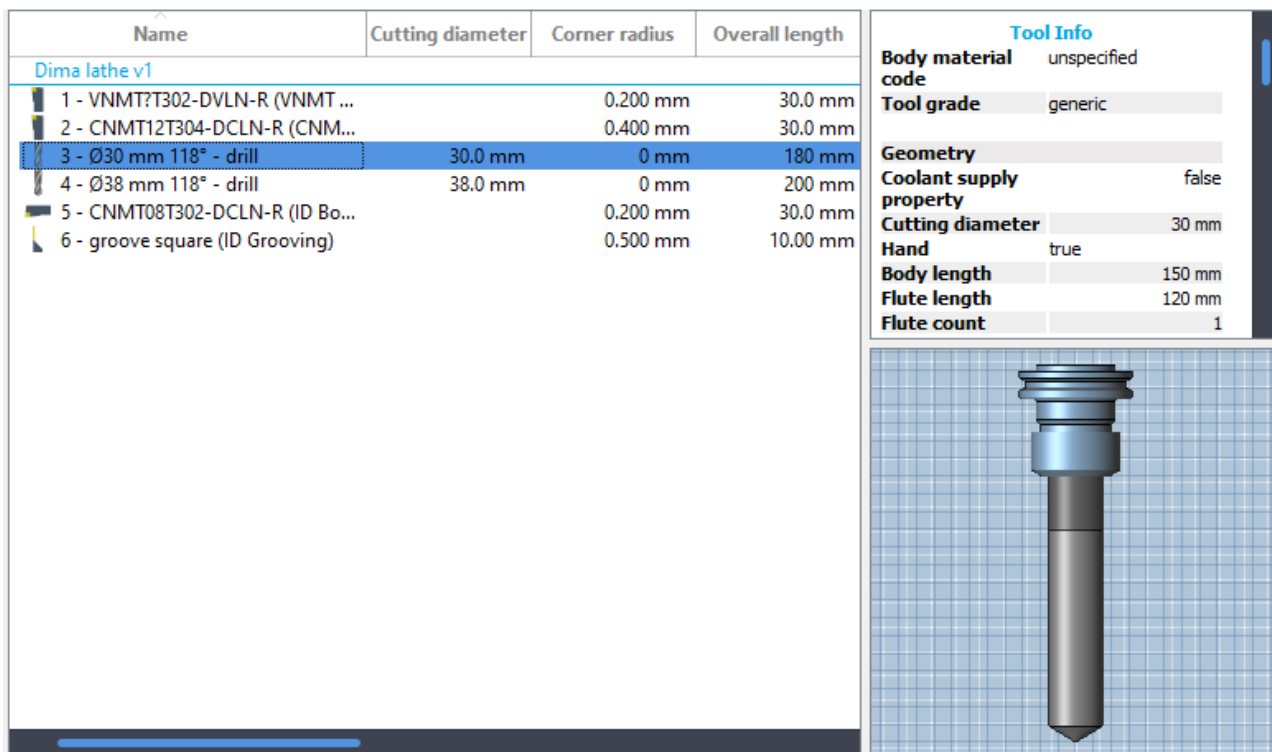 Name Cutting diameter Corner radius Overall length
Dima lathe v1
1 - VNMT?T302-DVLN-R (VNMT ... 0.200 mm 30.0 mm
2 - CNMT12T304-DCLN-R (CNM... 0.400 mm 30.0 mm
3 - Ø30 mm 118° - drill 30.0 mm 0 mm 180 mm
4 - Ø38 mm 118° - drill 38.0 mm 0 mm 200 mm
5 - CNMT08T302-DCLN-R (ID Bo... 0.200 mm 30.0 mm
6 - groove square (ID Grooving) 0.500 mm 10.00 mm
Tool Info
Body material unspecified
code
Tool grade generic
Geometry
Coolant supply false
property
Cutting diameter 30 mm
Hand true
Body length 150 mm
Flute length 120 mm
Flute count 1